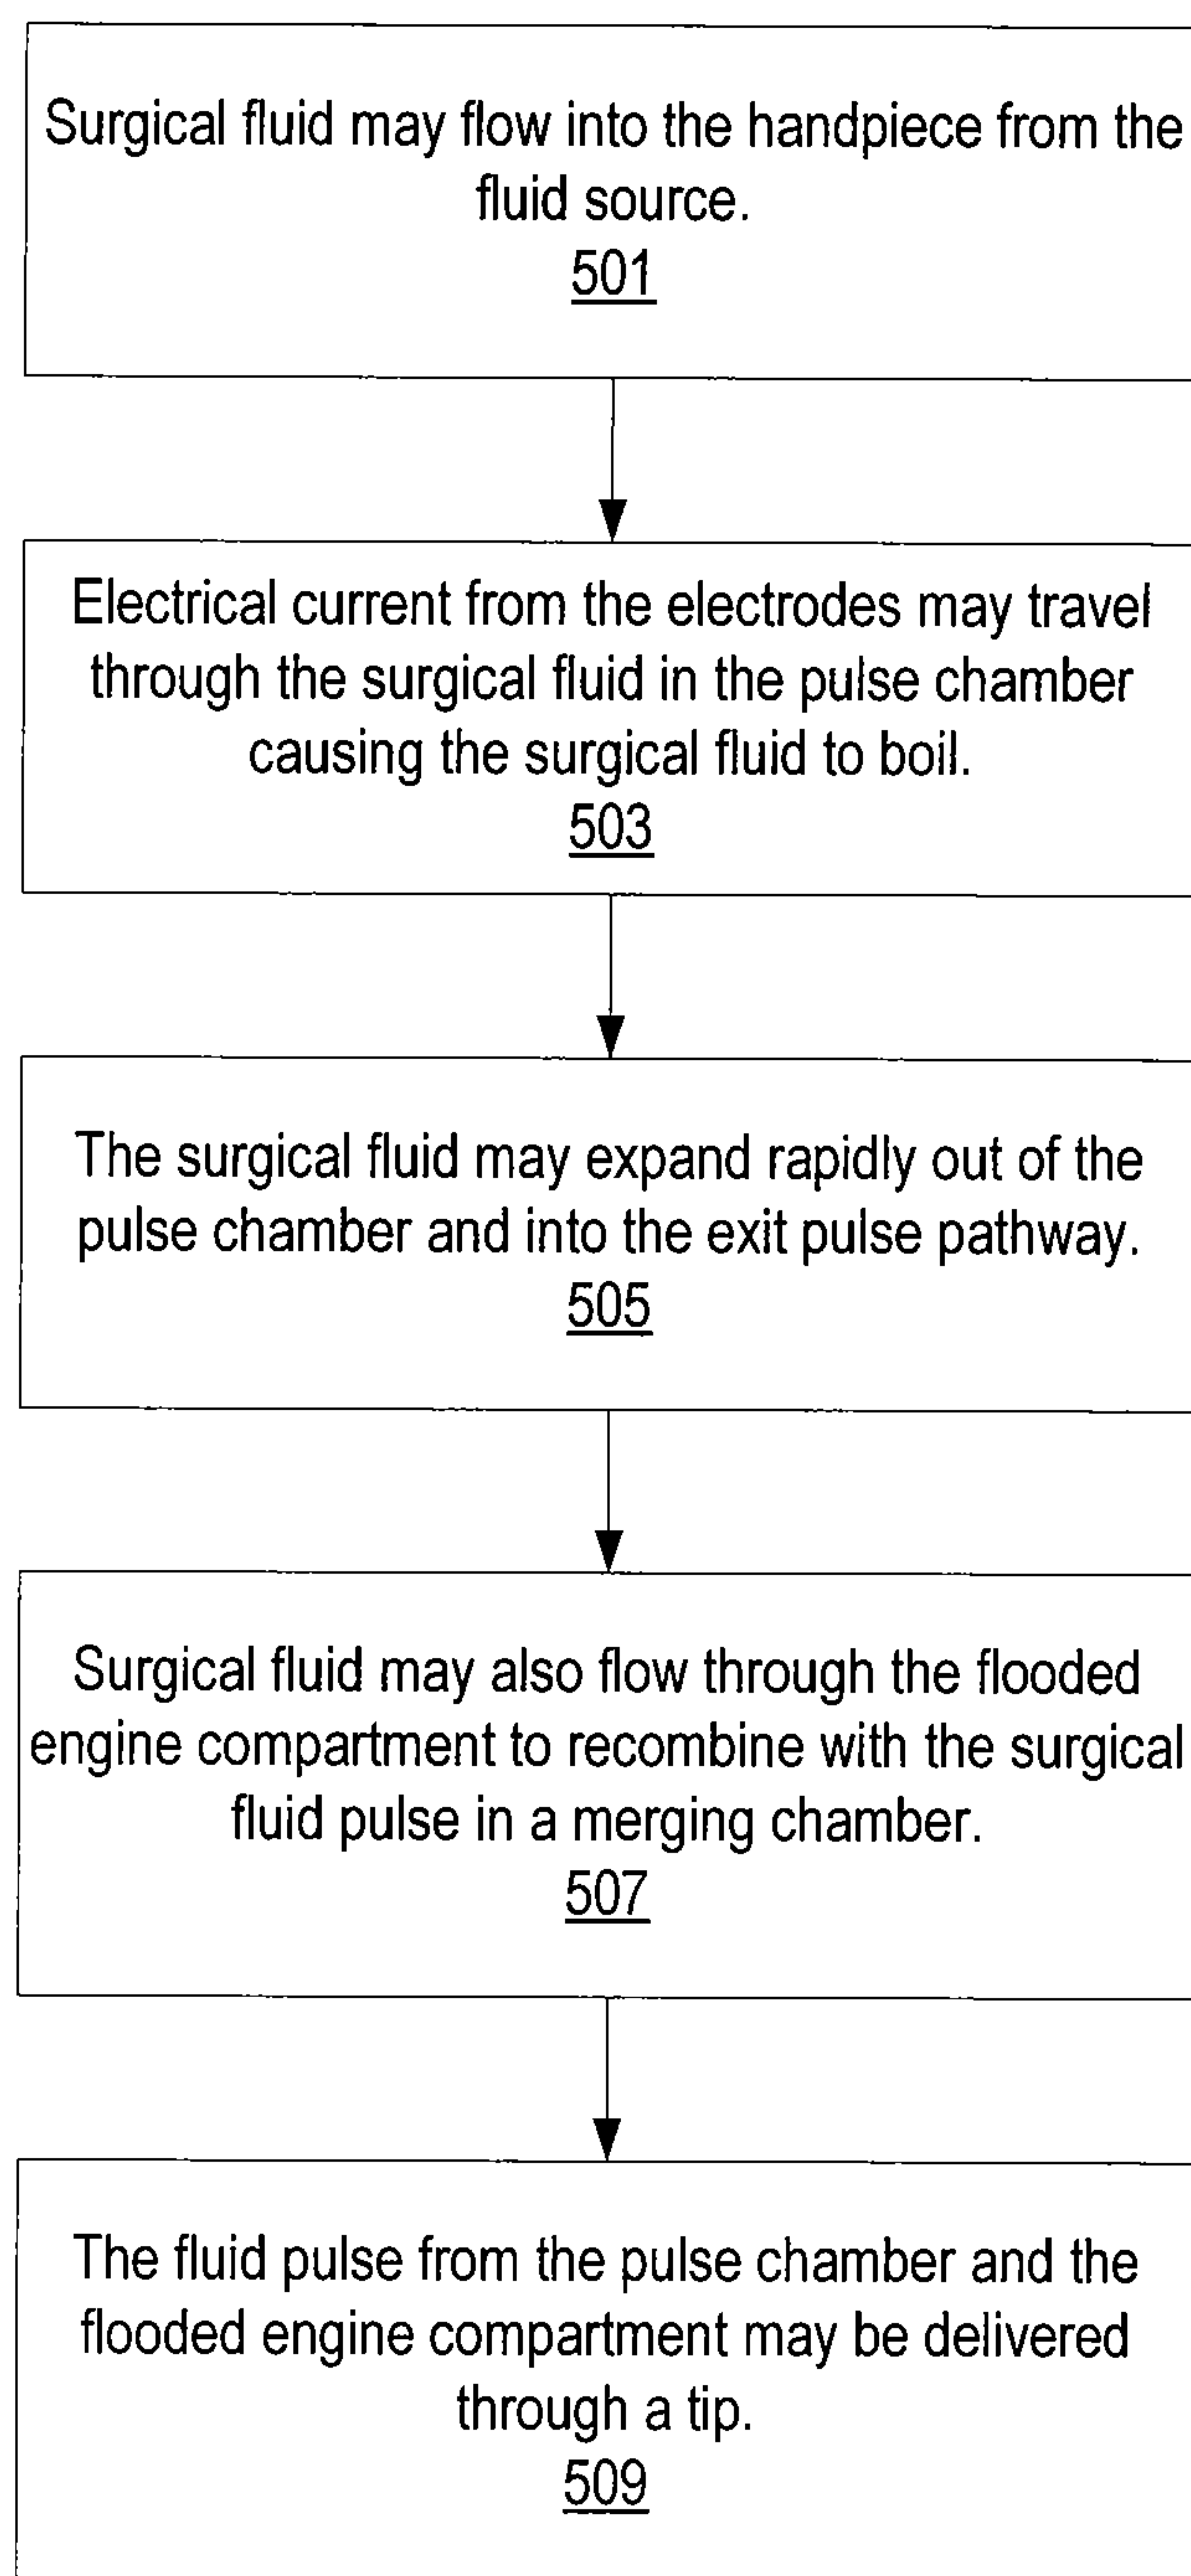 Surgical fluid may flow into the handpiece from the
fluid source.
501
Electrical current from the electrodes may travel
through the surgical fluid in the pulse chamber
causing the surgical fluid to boil.
503
The surgical fluid may expand rapidly out of the
pulse chamber and into the exit pulse pathway.
505
Surgical fluid may also flow through the flooded
engine compartment to recombine with the surgical
fluid pulse in a merging chamber.
507
The fluid pulse from the pulse chamber and the
flooded engine compartment may be delivered
through a tip.
509